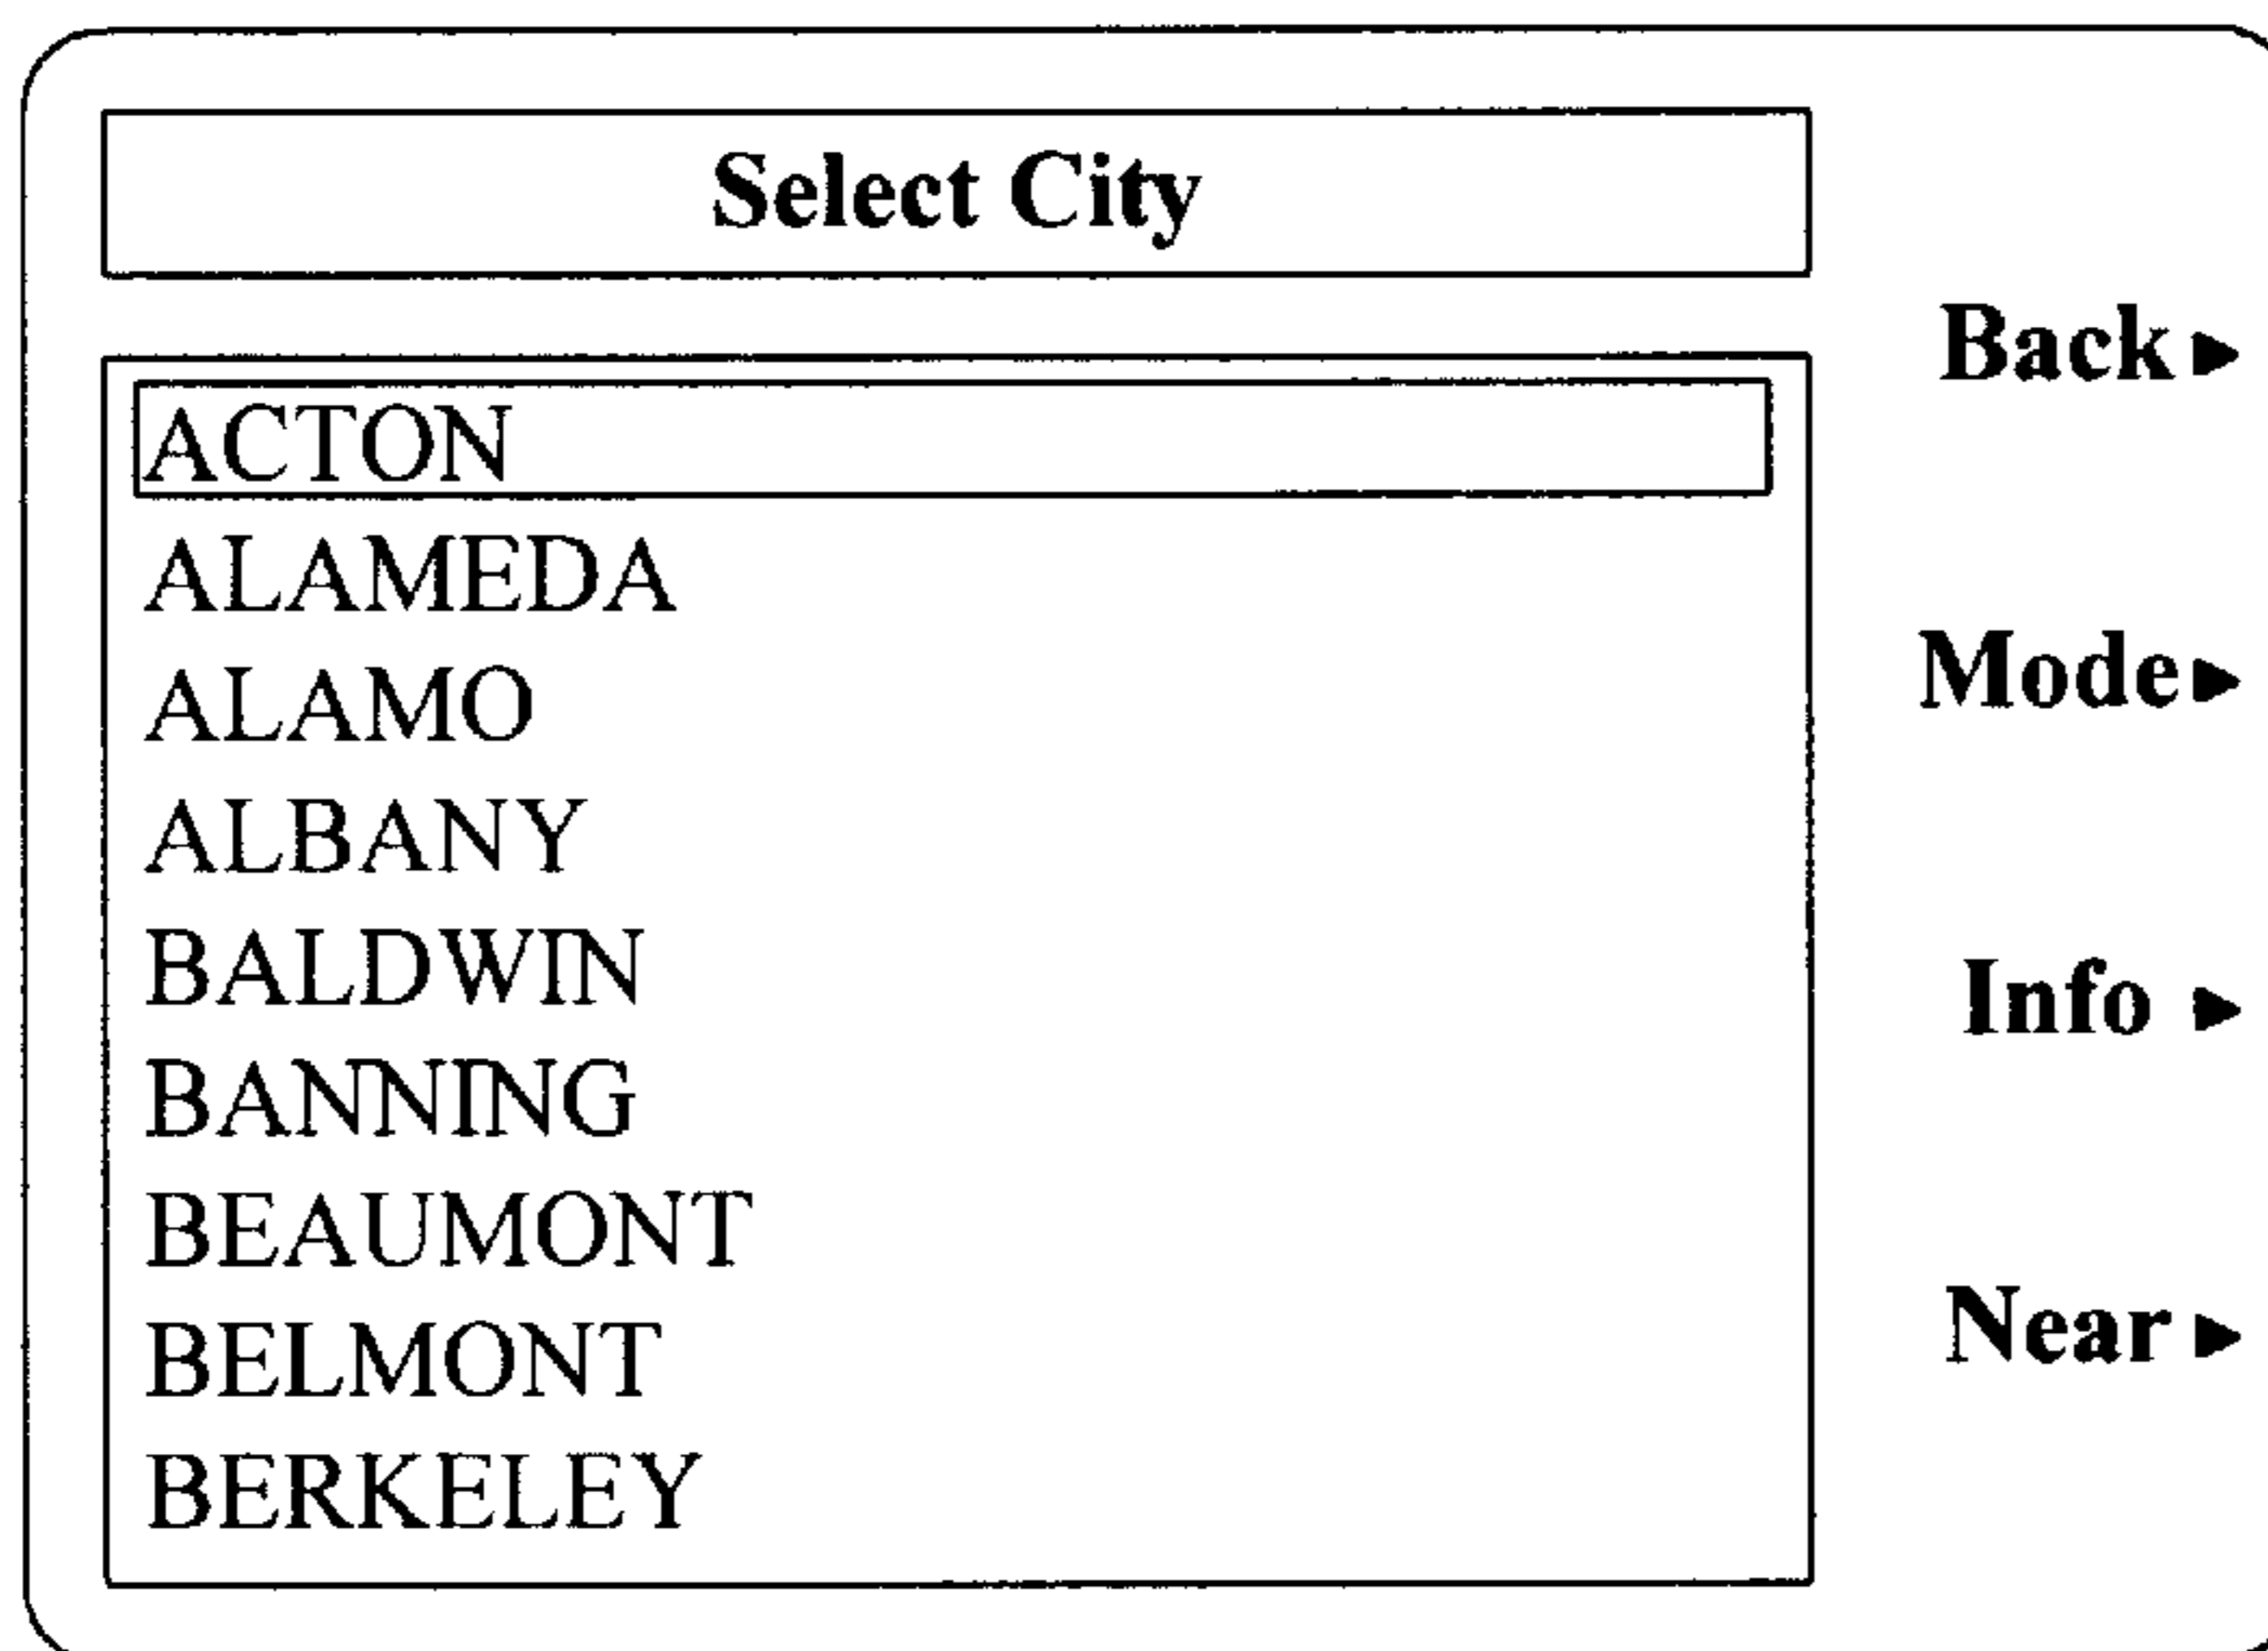 Select City
ACTON
ALAMEDA
ALAMO
ALBANY
BALDWIN
BANNING
BEAUMONT
BELMONT
BERKELEY
Back
Mode
Info
Near